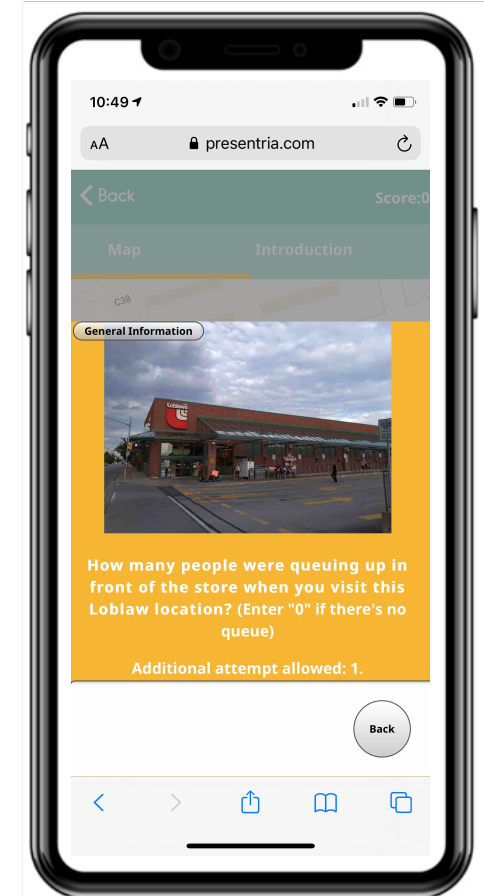 10:49
AA presentria.com
Back Score:0
Map Introduction
C38
General Information
Loblaws
How many people were queuing up in
front of the store when you visit this
Loblaw location? (Enter "0" if there's no
queue)
Additional attempt allowed: 1.
Back